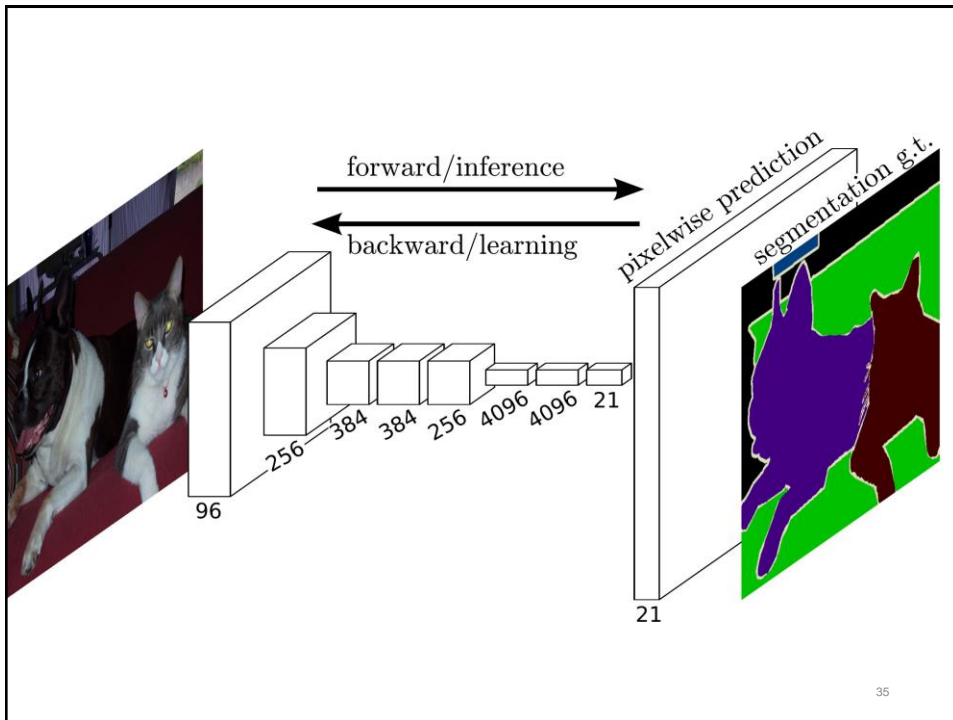 forward/inference
backward/learning
pixelwise prediction
segmentation g.t.
96
256
384
384
256
4096
4096
21
21
35